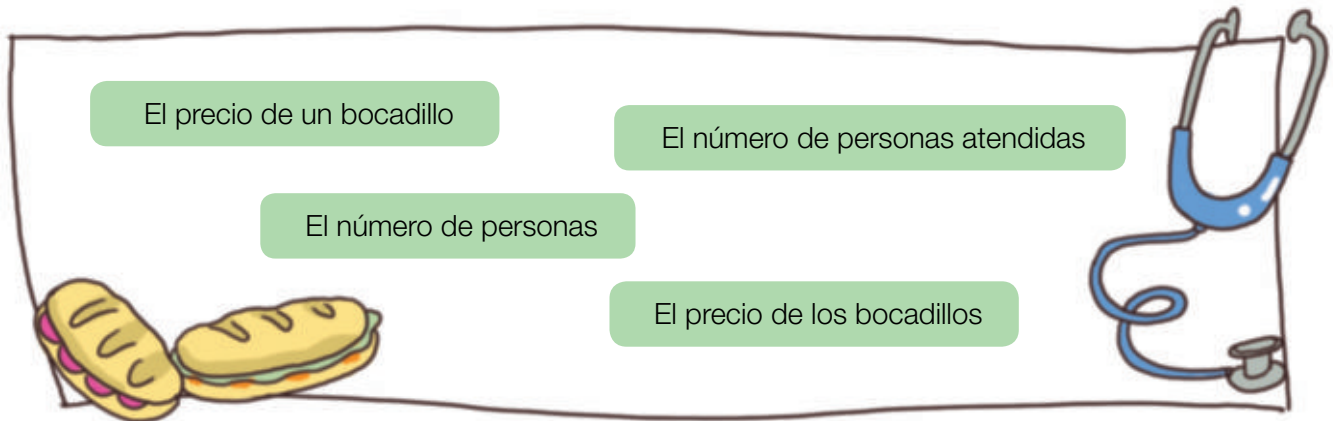 El precio de un bocadillo
El número de personas atendidas
El número de personas
El precio de los bocadillos